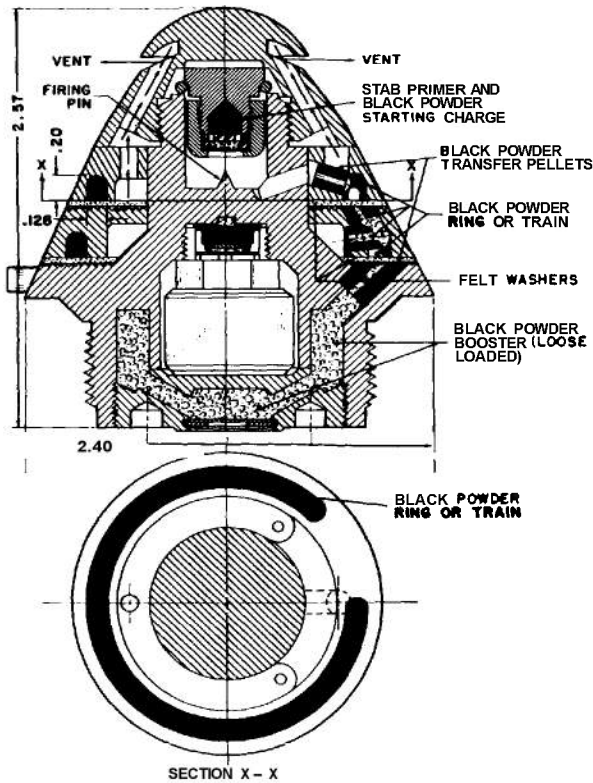 VENT
VENT
FIRING
PIN
STAB PRIMER AND
BLACK POWDER
STARTING CHARGE
2.57
.20
X
X
BLACK POWDER
TRANSFER PELLETS
.126
BLACK POWDER
RING OR TRAIN
FELT WASHERS
BLACK POWDER
BOOSTER (LOOSE
LOADED)
2.40
BLACK POWDER
RING OR TRAIN
SECTION X – X